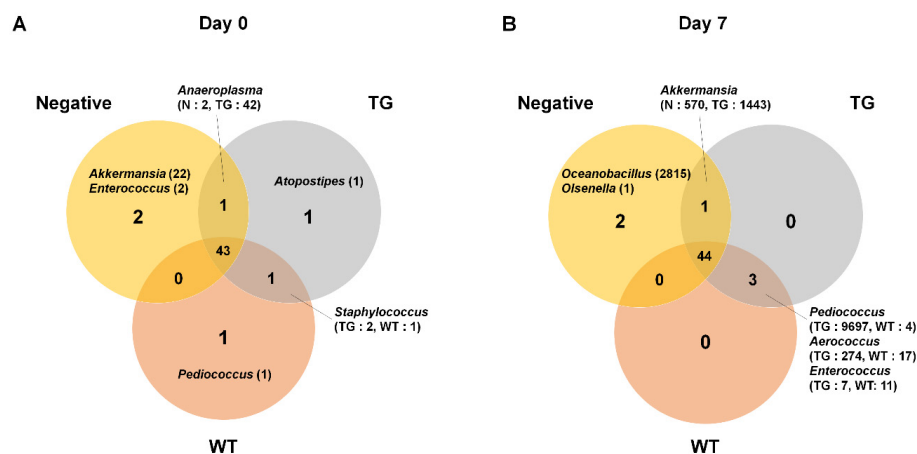 A
Day 0
Negative
TG
Anaeroplasma
(N : 2, TG : 42)
Akkermansia (22)
Enterococcus (2)
2
1
Atopostipes (1)
1
43
0
1
Staphylococcus
(TG : 2, WT : 1)
1
Pediococcus (1)
WT
B
Day 7
Negative
TG
Akkermansia
(N : 570, TG : 1443)
Oceanobacillus (2815)
Olsenella (1)
2
1
0
44
0
3
Pediococcus
(TG : 9697, WT : 4)
Aerococcus
(TG : 274, WT : 17)
Enterococcus
(TG : 7, WT: 11)
0
WT